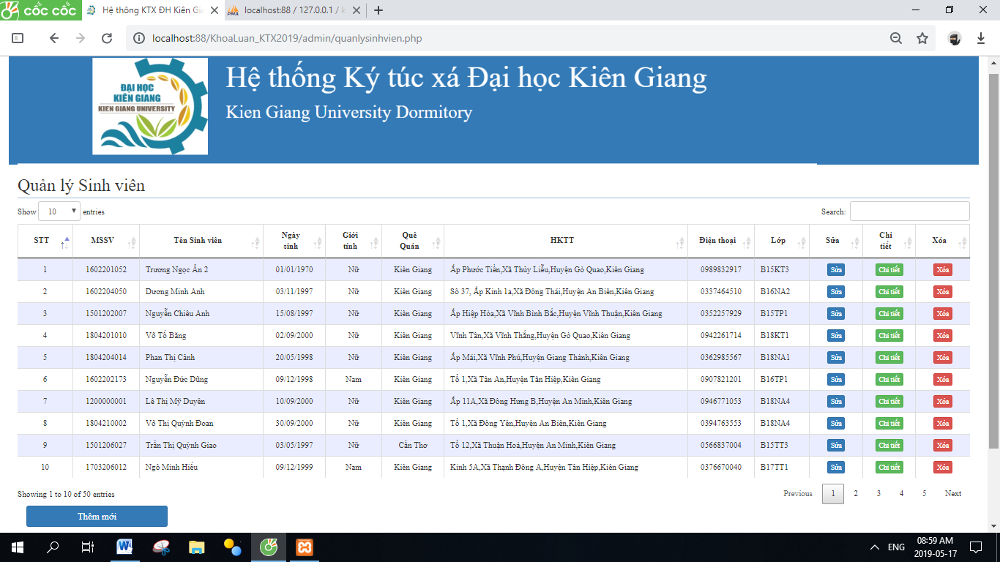 cốc cốc Hệ thống KTX ĐH Kiên Gia localhost:88 / 127.0.0.1 / k
localhost:88/KhoaLuan_KTX2019/admin/quanlysinhvien.php
ĐẠI HỌC
KIÊN GIANG
KIEN GIANG UNIVERSITY
Hệ thống Ký túc xá Đại học Kiên Giang
Kien Giang University Dormitory
Quản lý Sinh viên
Show 10 entries Search:
STT MSSV Tên Sinh viên Ngày sinh Giới tính Quê Quán HKTT Điện thoại Lớp Sửa Chi tiết Xóa
1 1602201052 Trương Ngọc Ân 2 01/01/1970 Nữ Kiên Giang Ấp Phước Tiền,Xã Thủy Liễu,Huyện Gò Quao,Kiên Giang 0989832917 B15KT3 Sửa Chi tiết Xóa
2 1602204050 Dương Minh Anh 03/11/1997 Nữ Kiên Giang Số 37, Ấp Kinh 1a,Xã Đông Thái,Huyện An Biên,Kiên Giang 0337464510 B16NA2 Sửa Chi tiết Xóa
3 1501202007 Nguyễn Chiêu Anh 15/08/1997 Nữ Kiên Giang Ấp Hiệp Hòa,Xã Vĩnh Bình Bắc,Huyện Vĩnh Thuận,Kiên Giang 0352257929 B15TP1 Sửa Chi tiết Xóa
4 1804201010 Võ Tố Băng 02/09/2000 Nữ Kiên Giang Vĩnh Tân,Xã Vĩnh Thắng,Huyện Gò Quao,Kiên Giang 0942261714 B18KT1 Sửa Chi tiết Xóa
5 1804204014 Phan Thị Cảnh 20/05/1998 Nữ Kiên Giang Ấp Mái,Xã Vĩnh Phú,Huyện Giang Thành,Kiên Giang 0362985567 B18NA1 Sửa Chi tiết Xóa
6 1602202173 Nguyễn Đức Dũng 09/12/1998 Nam Kiên Giang Tổ 1,Xã Tân An,Huyện Tân Hiệp,Kiên Giang 0907821201 B16TP1 Sửa Chi tiết Xóa
7 1200000001 Lê Thị Mỹ Duyên 10/09/2000 Nữ Kiên Giang Ấp 11A,Xã Đông Hưng B,Huyện An Minh,Kiên Giang 0946771053 B18NA4 Sửa Chi tiết Xóa
8 1804210002 Võ Thị Quỳnh Đoan 30/09/2000 Nữ Kiên Giang Tổ 1,Xã Đông Yên,Huyện An Biên,Kiên Giang 0394763553 B18NA4 Sửa Chi tiết Xóa
9 1501206027 Trần Thị Quỳnh Giao 03/05/1997 Nữ Cần Thơ Tổ 12,Xã Thuận Hoà,Huyện An Minh,Kiên Giang 0566837004 B15TT3 Sửa Chi tiết Xóa
10 1703206012 Ngô Minh Hiếu 09/12/1999 Nam Kiên Giang Kinh 5A,Xã Thạnh Đông A,Huyện Tân Hiệp,Kiên Giang 0376670040 B17TT1 Sửa Chi tiết Xóa
Showing 1 to 10 of 50 entries Previous 1 2 3 4 5 Next
Thêm mới
ENG 08:59 AM
2019-05-17